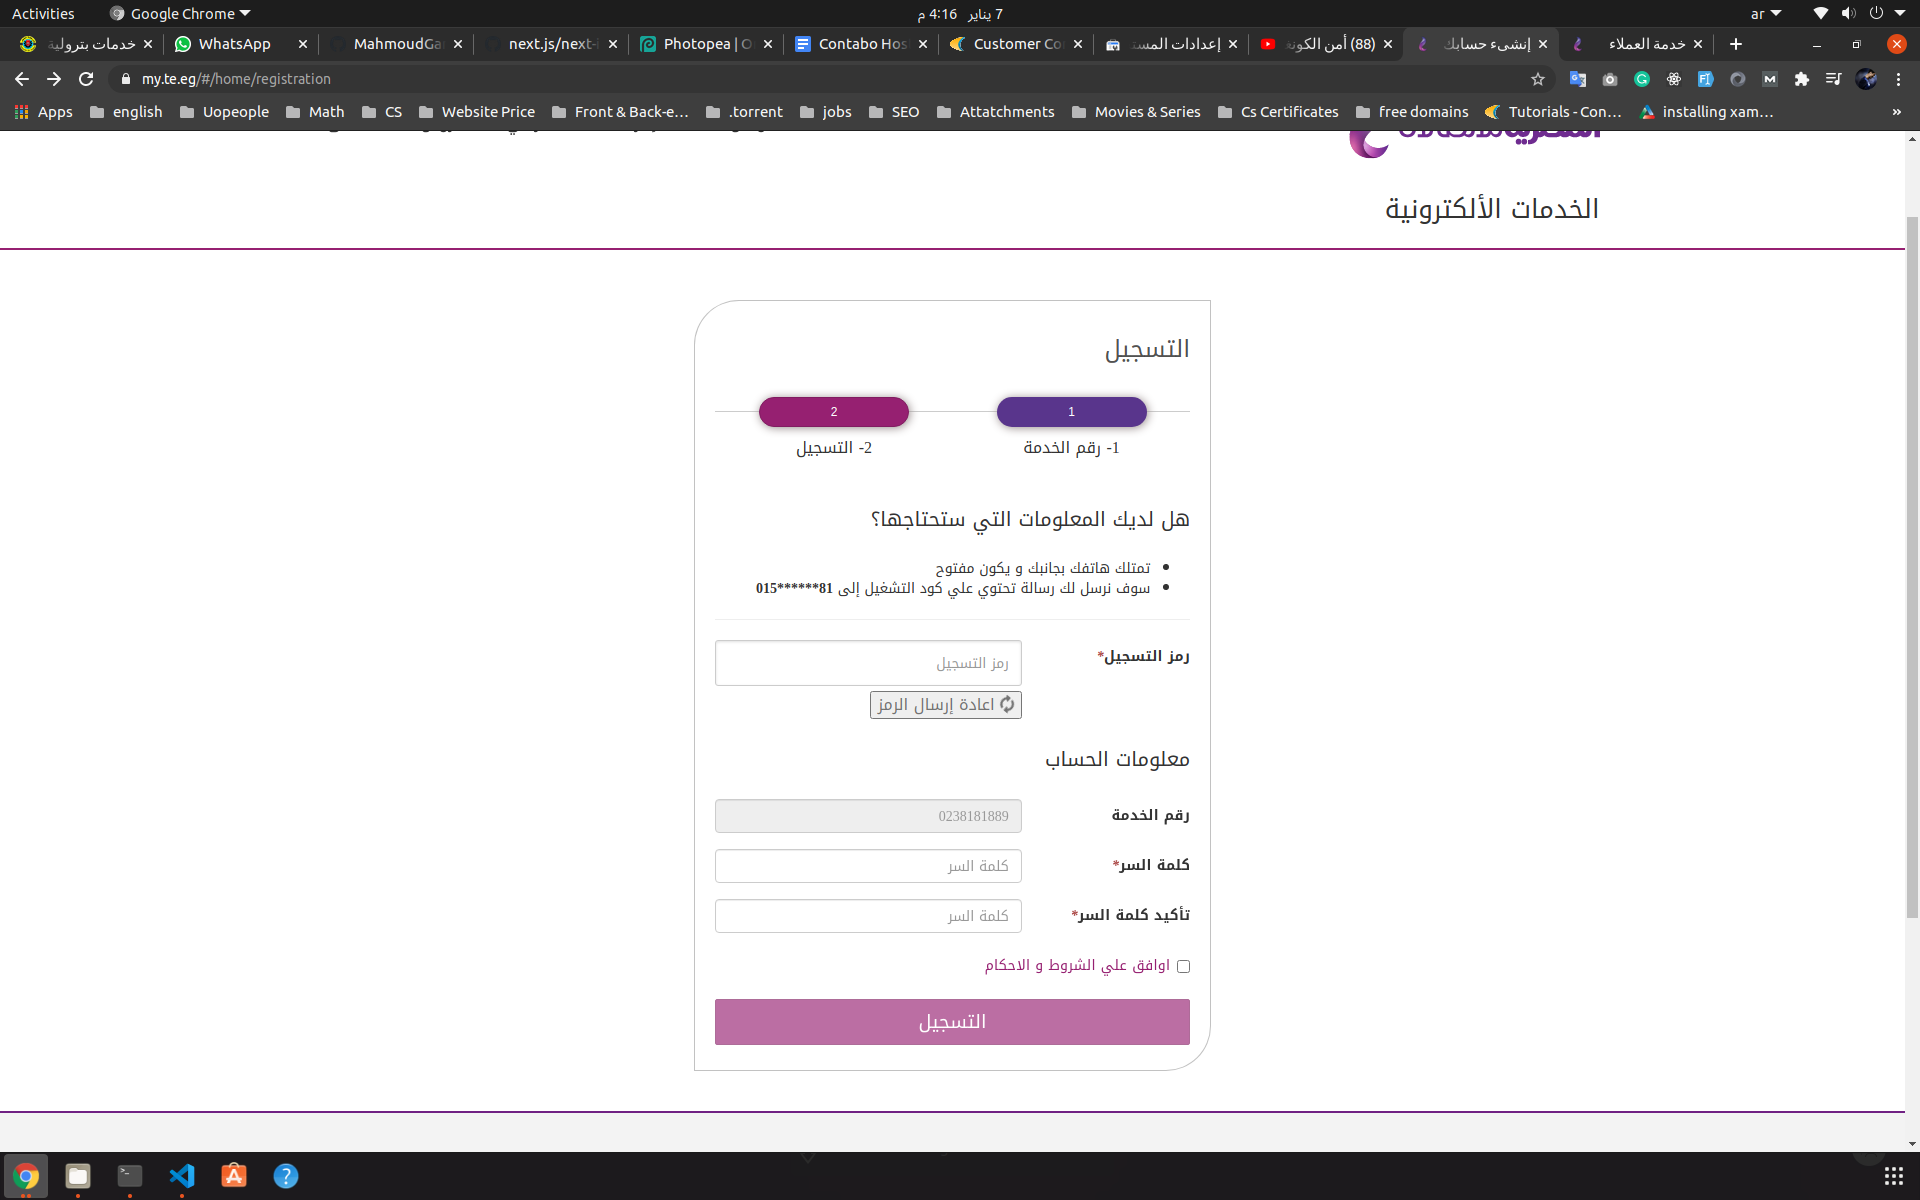 Activities
Google Chrome
7 يناير 4:16 م
ar
خدمات بترولية
WhatsApp
MahmoudGa
next.js/next-
Photopea | O
Contabo Hos
Customer Co
إعدادات المست
(88) أمن الكون
إنشىء حسابك
خدمة العملاء
my.te.eg/#/home/registration
Apps
english
Uopeople
Math
CS
Website Price
Front & Back-e...
.torrent
jobs
SEO
Attatchments
Movies & Series
Cs Certificates
free domains
Tutorials - Con...
installing xam...
»
الخدمات الألكترونية
التسجيل
1
2
1- رقم الخدمة
2- التسجيل
هل لديك المعلومات التي ستحتاجها؟
تمتلك هاتفك بجانبك و يكون مفتوح
سوف نرسل لك رسالة تحتوي علي كود التشغيل إلى 015******81
رمز التسجيل*
رمز التسجيل
اعادة إرسال الرمز
معلومات الحساب
رقم الخدمة
0238181889
كلمة السر*
كلمة السر
تأكيد كلمة السر*
كلمة السر
اوافق علي الشروط و الاحكام
التسجيل